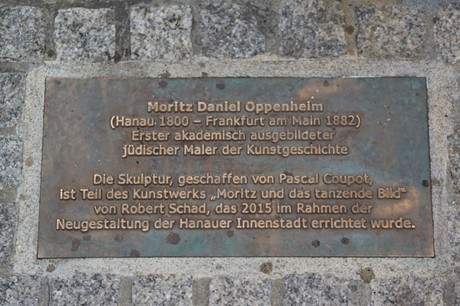 Moritz Daniel Oppenheim
(Hanau 1800 – Frankfurt am Main 1882)
Erster akademisch ausgebildeter
jüdischer Maler der Kunstgeschichte
Die Skulptur, geschaffen von Pascal Coupot,
ist Teil des Kunstwerks „Moritz und das tanzende Bild“
von Robert Schad, das 2015 im Rahmen der
Neugestaltung der Hanauer Innenstadt errichtet wurde.